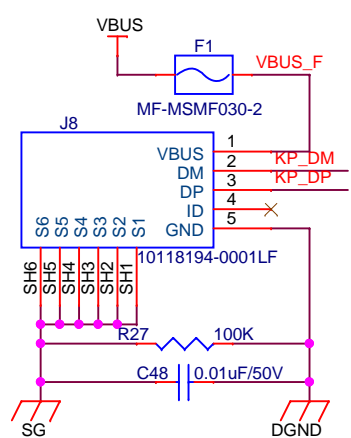 VBUS
F1
VBUS_F
MF-MSMF030-2
J8
VBUS 1
DM 2 KP_DM
DP 3 KP_DP
ID 4
GND 5
S6 S5 S4 S3 S2 S1
10118194-0001LF
SH6 SH5 SH4 SH3 SH2 SH1
R27 100K
C48 0.01uF/50V
SG DGND